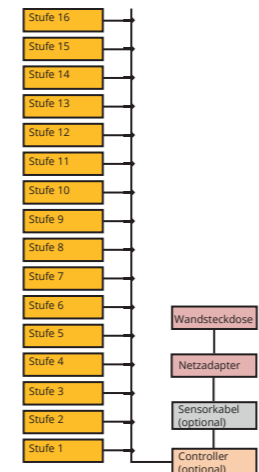 Stufe 16
Stufe 15
Stufe 14
Stufe 13
Stufe 12
Stufe 11
Stufe 10
Stufe 9
Stufe 8
Stufe 7
Stufe 6
Stufe 5
Stufe 4
Stufe 3
Stufe 2
Stufe 1
Wandsteckdose
Netzadapter
Sensorkabel
(optional)
Controller
(optional)